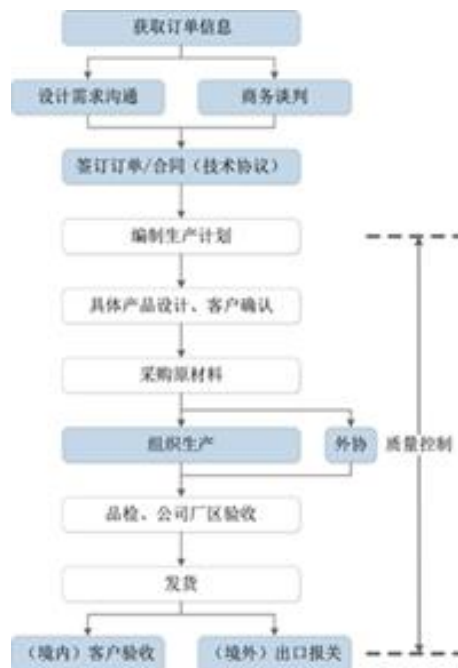 获取订单信息
设计需求沟通
商务谈判
签订订单/合同（技术协议）
编制生产计划
具体产品设计、客户确认
采购原材料
组织生产
外协
质量控制
品检、公司厂区验收
发货
（境内）客户验收
（境外）出口报关